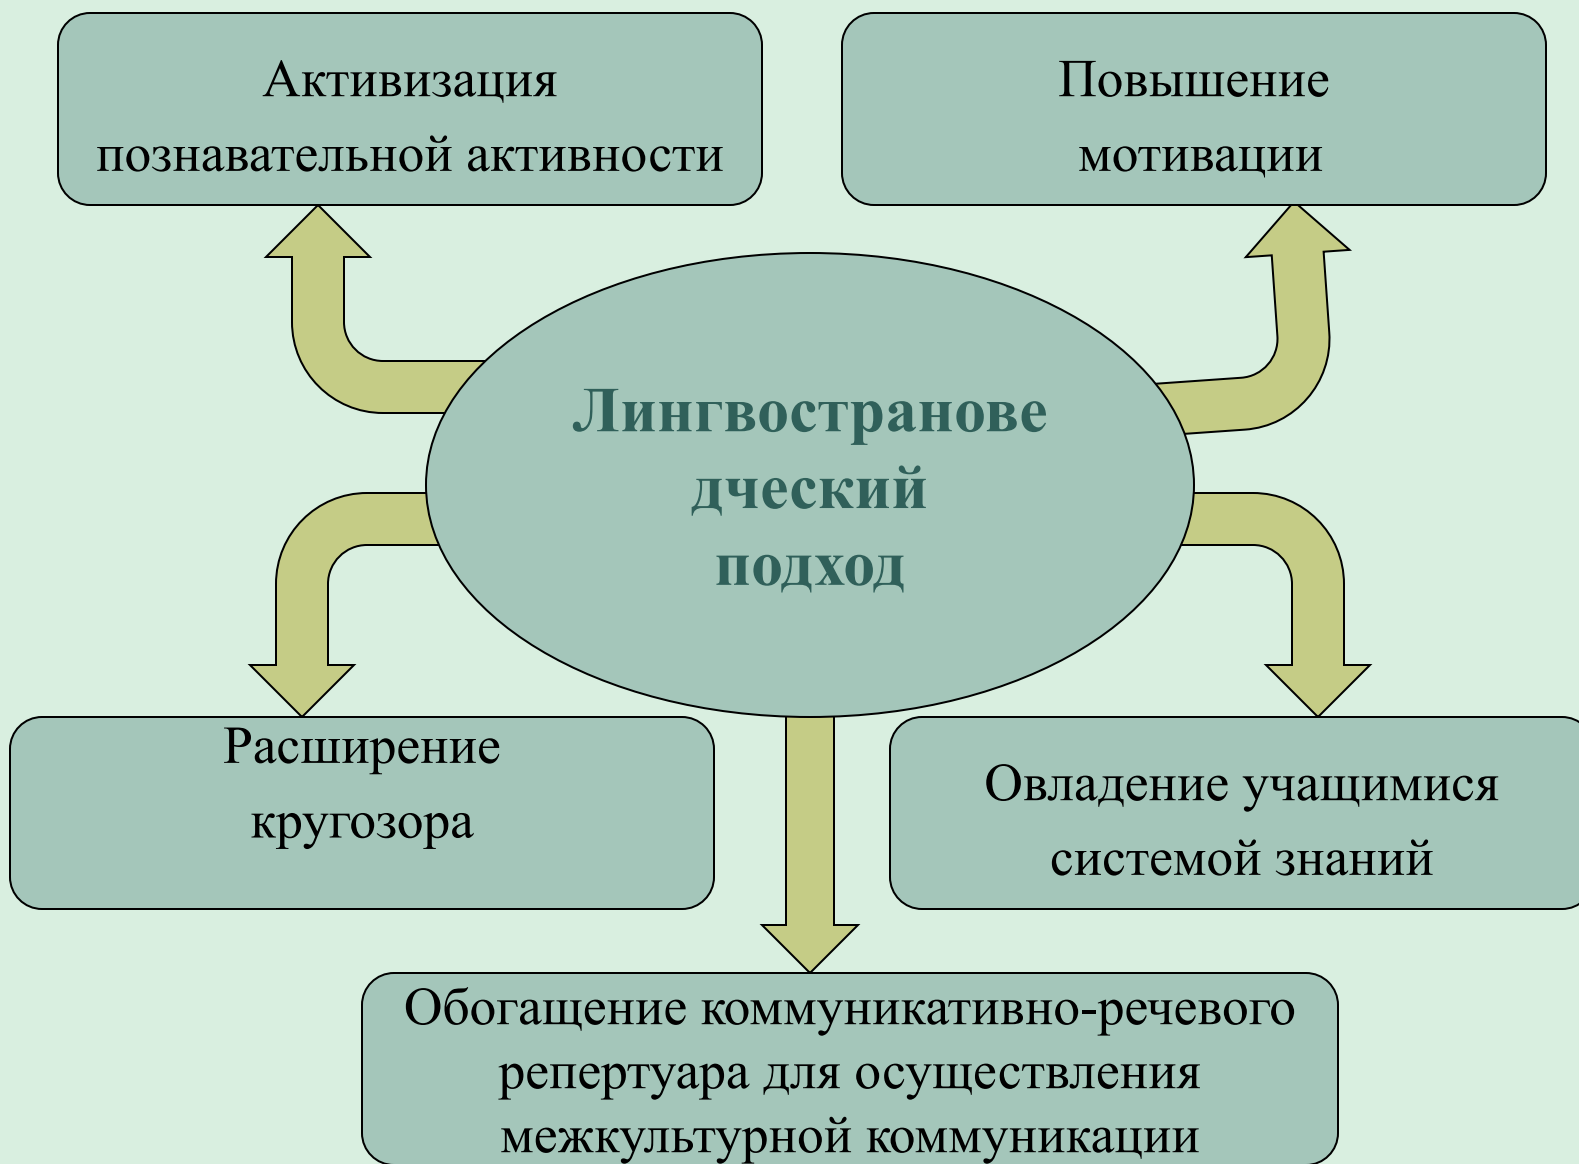 Активизация
познавательной активности
Повышение
мотивации
Лингвостранове
дческий
подход
Расширение
кругозора
Овладение учащимися
системой знаний
Обогащение коммуникативно-речевого
репертуара для осуществления
межкультурной коммуникации